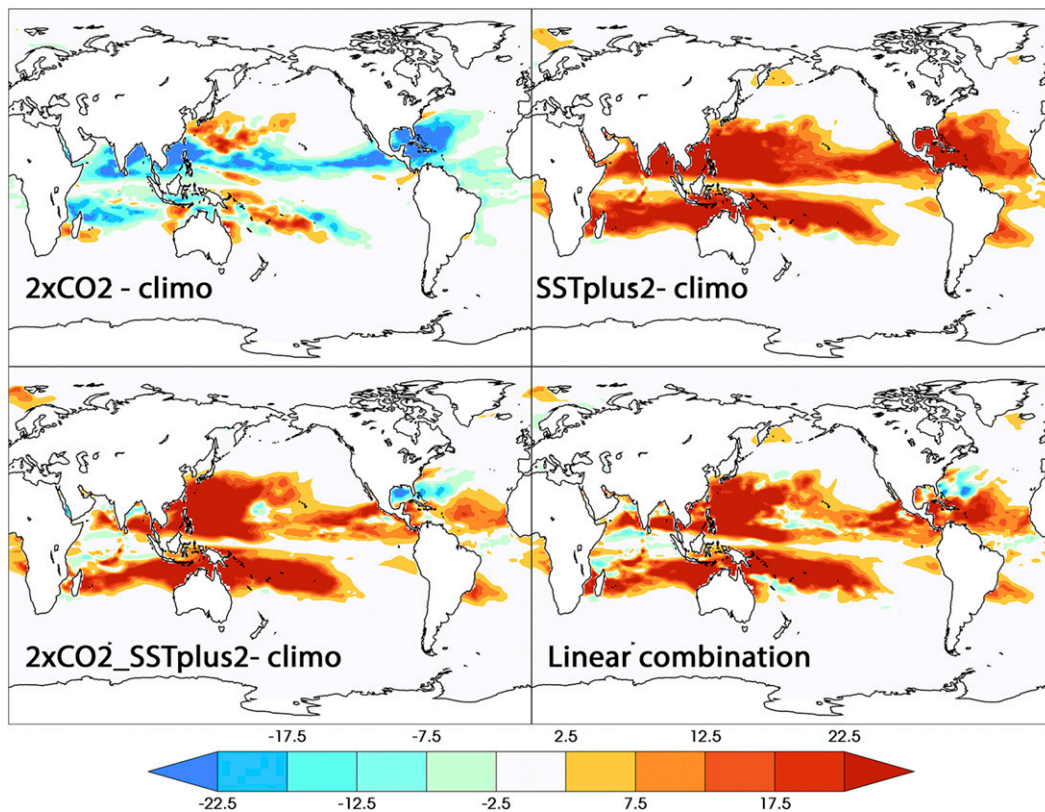 2xCO2 - climo
SSTplus2- climo
2xCO2_SSTplus2- climo
Linear combination
-17.5 -7.5 2.5 12.5 22.5
-22.5 -12.5 -2.5 7.5 17.5